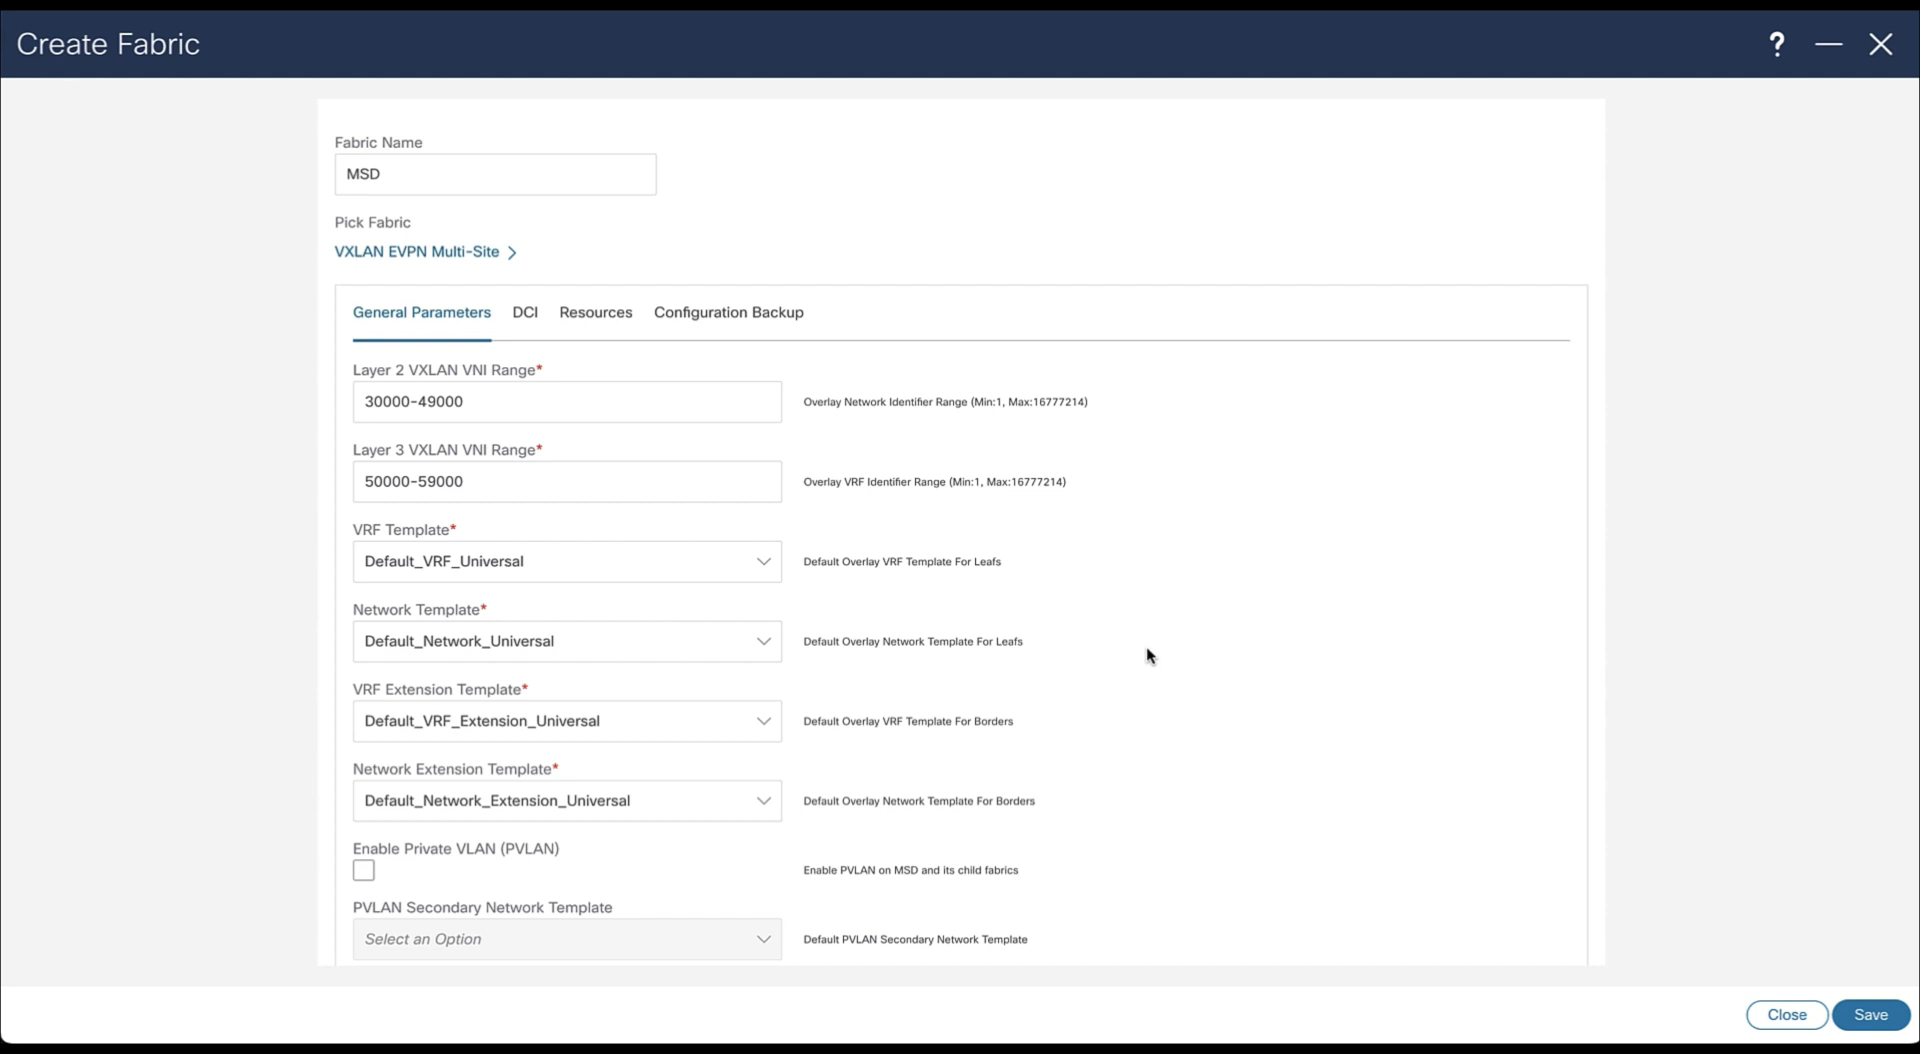 Create Fabric
?
Fabric Name
MSD
Pick Fabric
VXLAN EVPN Multi-Site
General Parameters DCI Resources Configuration Backup
Layer 2 VXLAN VNI Range*
30000-49000 Overlay Network Identifier Range (Min:1, Max:16777214)
Layer 3 VXLAN VNI Range*
50000-59000 Overlay VRF Identifier Range (Min:1, Max:16777214)
VRF Template*
Default_VRF_Universal Default Overlay VRF Template For Leafs
Network Template*
Default_Network_Universal Default Overlay Network Template For Leafs
VRF Extension Template*
Default_VRF_Extension_Universal Default Overlay VRF Template For Borders
Network Extension Template*
Default_Network_Extension_Universal Default Overlay Network Template For Borders
Enable Private VLAN (PVLAN)
Enable PVLAN on MSD and its child fabrics
PVLAN Secondary Network Template
Select an Option Default PVLAN Secondary Network Template
Close Save